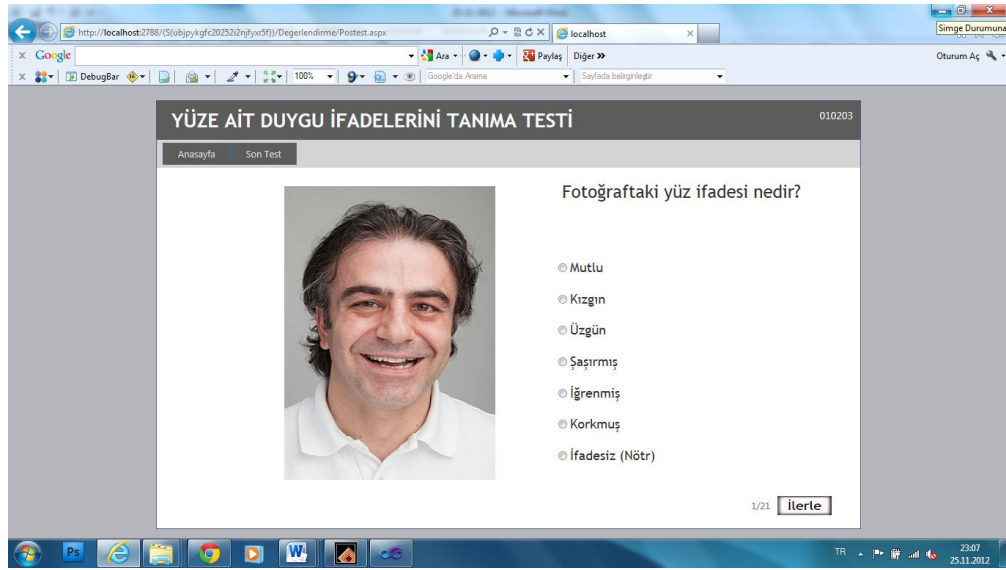 http://localhost:2788/(S(ubjpykgfc20252i2njfyxr5f))/Degerlendirme/Postest.aspx
localhost
Simge Durumuna
x Google
Ara
Paylaş
Diğer »
Oturum Aç
x
DebugBar
100%
Google'da Arama
Sayfada belirginleştir
YÜZE AİT DUYGU İFADELERİNİ TANIMA TESTİ
010203
Anasayfa
Son Test
Fotoğraftaki yüz ifadesi nedir?
Mutlu
Kızgın
Üzgün
Şaşırmış
İğrenmiş
Korkmuş
İfadesiz (Nötr)
1/21
İlerle
Ps
W
TR
23:07
25.11.2012